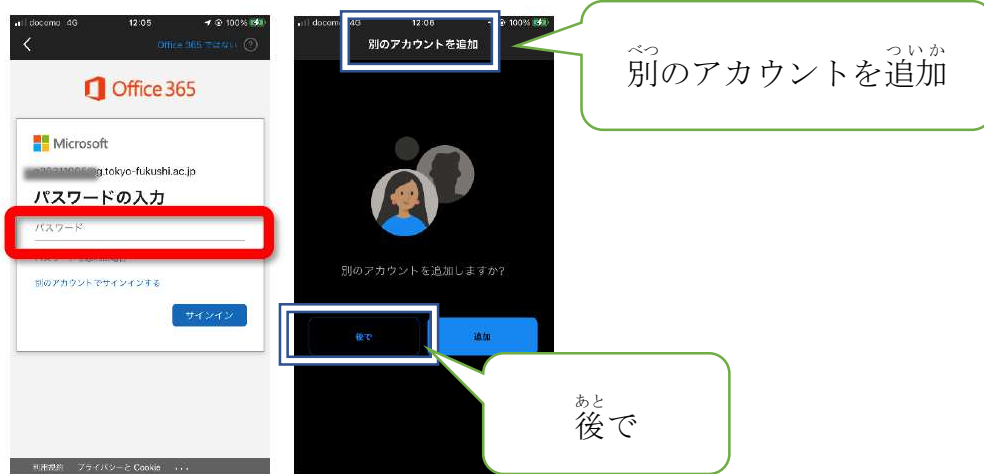 docomo 4G 12:05 100%
Office 365 ではない ?
Office 365
Microsoft
g.tokyo-fukushi.ac.jp
パスワードの入力
パスワード
別のアカウントでサインインする
サインイン
利用規約 プライバシーと Cookie ...
docomo 4G 12:06 100%
別のアカウントを追加
別のアカウントを追加しますか?
後で
追加
べつ ついか
別のアカウントを追加
あと
後で